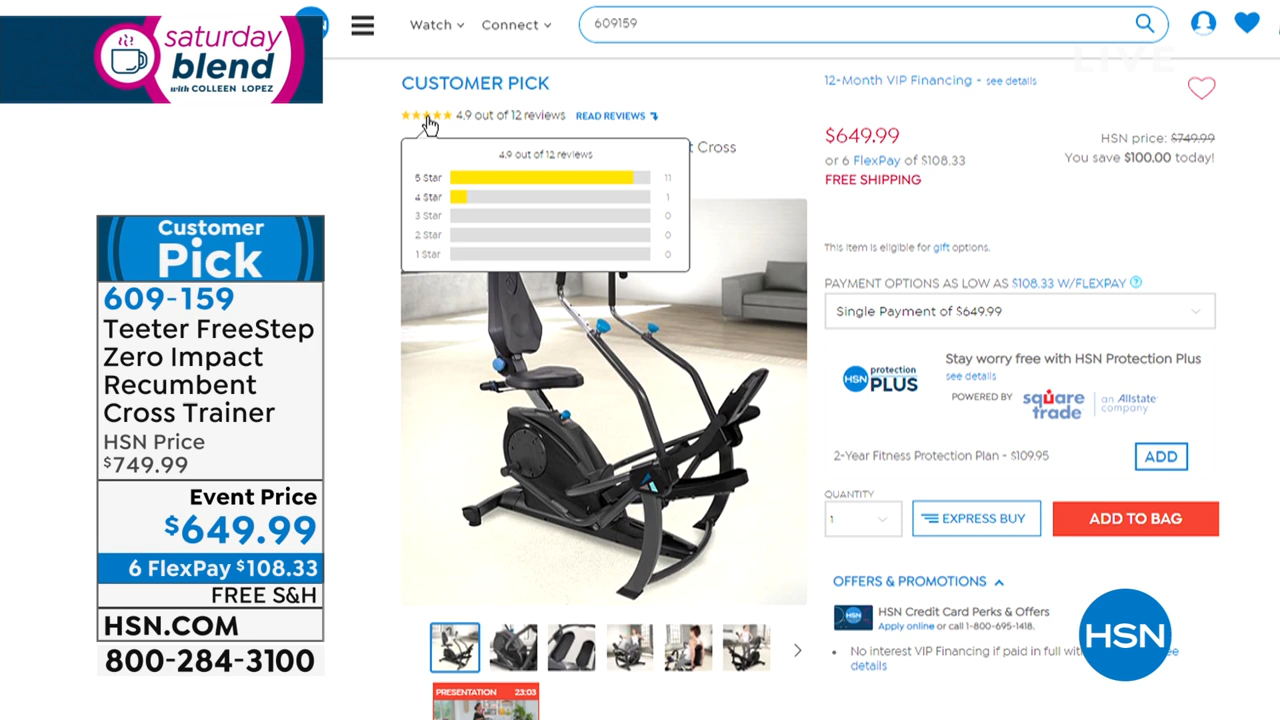 saturday
blend
with COLLEEN LOPEZ
Customer
Pick
609-159
Teeter FreeStep
Zero Impact
Recumbent
Cross Trainer
HSN Price
$749.99
Event Price
$649.99
6 FlexPay $108.33
FREE S&H
HSN.COM
800-284-3100
Watch
Connect
609159
LIVE
CUSTOMER PICK
4.9 out of 12 reviews READ REVIEWS
Cross
4.9 out of 12 reviews
5 Star 11
4 Star 1
3 Star 0
2 Star 0
1 Star 0
PRESENTATION 23:03
12-Month VIP Financing - see details
$649.99
HSN price: $749.99
or 6 FlexPay of $108.33
You save $100.00 today!
FREE SHIPPING
This item is eligible for gift options.
PAYMENT OPTIONS AS LOW AS $108.33 W/FLEXPAY ?
Single Payment of $649.99
HSN protection PLUS
Stay worry free with HSN Protection Plus
see details
POWERED BY square trade an Allstate company
2-Year Fitness Protection Plan - $109.95
ADD
QUANTITY
1
EXPRESS BUY
ADD TO BAG
OFFERS & PROMOTIONS
HSN Credit Card Perks & Offers
Apply online or call 1-800-695-1418.
No interest VIP Financing if paid in full
details
HSN